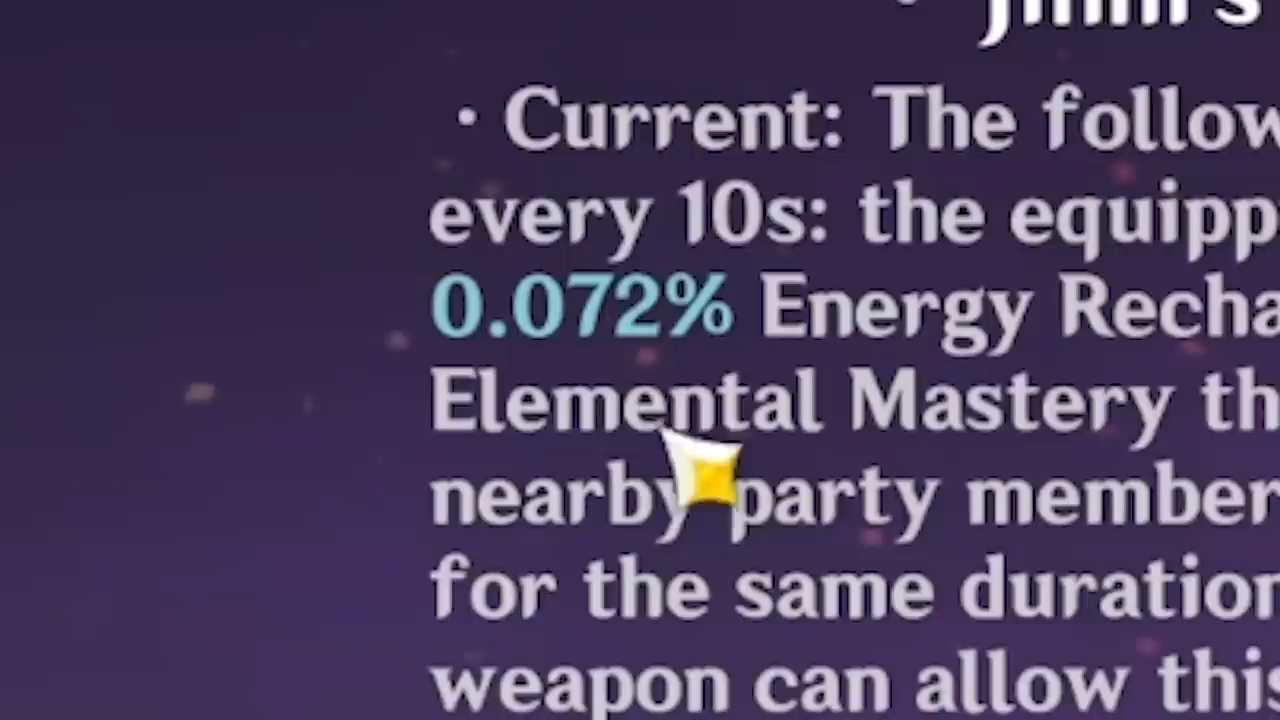 · Current: The follow
every 10s: the equipp
0.072% Energy Recha
Elemental Mastery th
nearby party member
for the same duration
weapon can allow this